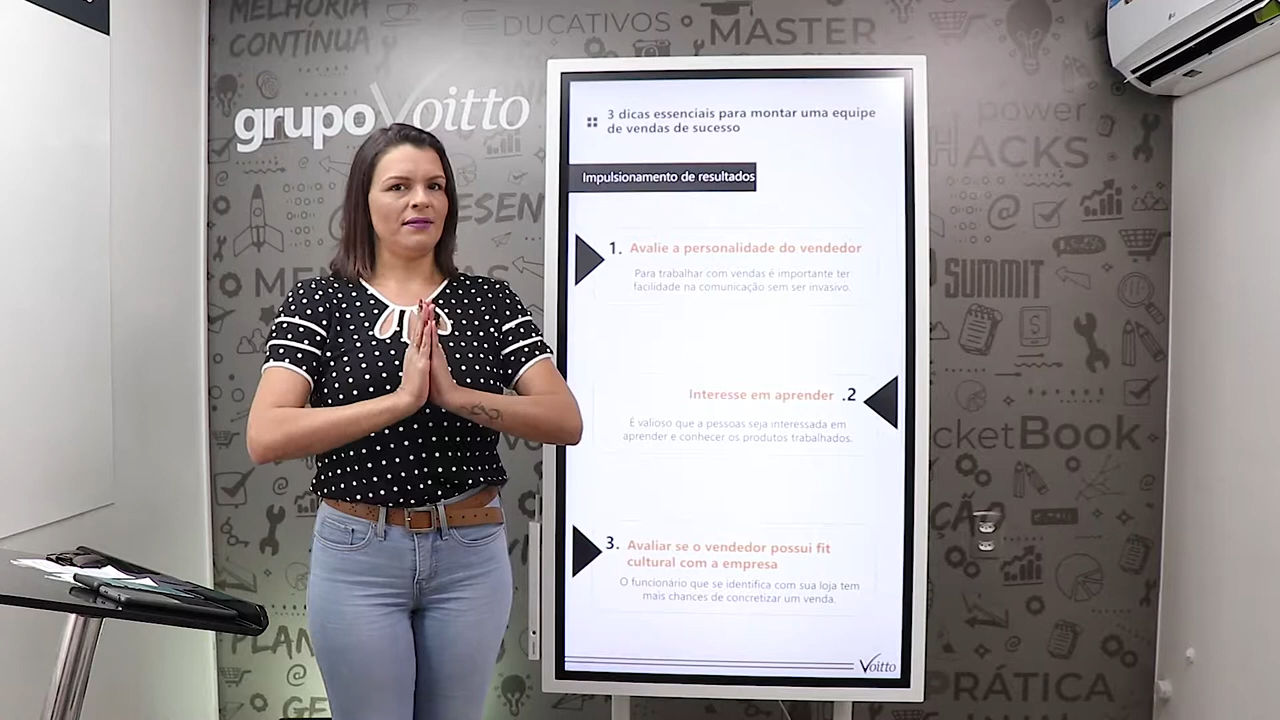 MELHORIA
CONTÍNUA
DUCATIVOS
MASTER
grupoVoitto
power
HACKS
ESEN
SUMMIT
cketBook
ÇÃO
PLAN
GE
PRÁTICA
3 dicas essenciais para montar uma equipe
de vendas de sucesso
Impulsionamento de resultados
1. Avalie a personalidade do vendedor
Para trabalhar com vendas é importante ter
facilidade na comunicação sem ser invasivo.
Interesse em aprender .2
É valioso que a pessoas seja interessada em
aprender e conhecer os produtos trabalhados.
3. Avaliar se o vendedor possui fit
cultural com a empresa
O funcionário que se identifica com sua loja tem
mais chances de concretizar um venda.
Voitto